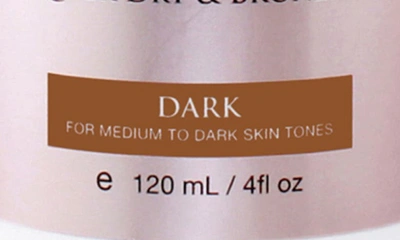 &
DARK
FOR MEDIUM TO DARK SKIN TONES
e 120 mL / 4fl oz